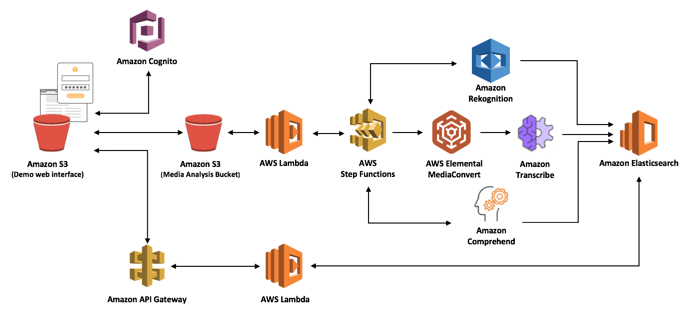 Amazon Cognito
Amazon
Rekognition
Amazon S3
(Demo web interface)
Amazon S3
(Media Analysis Bucket)
AWS Lambda
AWS
Step Functions
AWS Elemental
MediaConvert
Amazon
Transcribe
Amazon Elasticsearch
Amazon
Comprehend
Amazon API Gateway
AWS Lambda